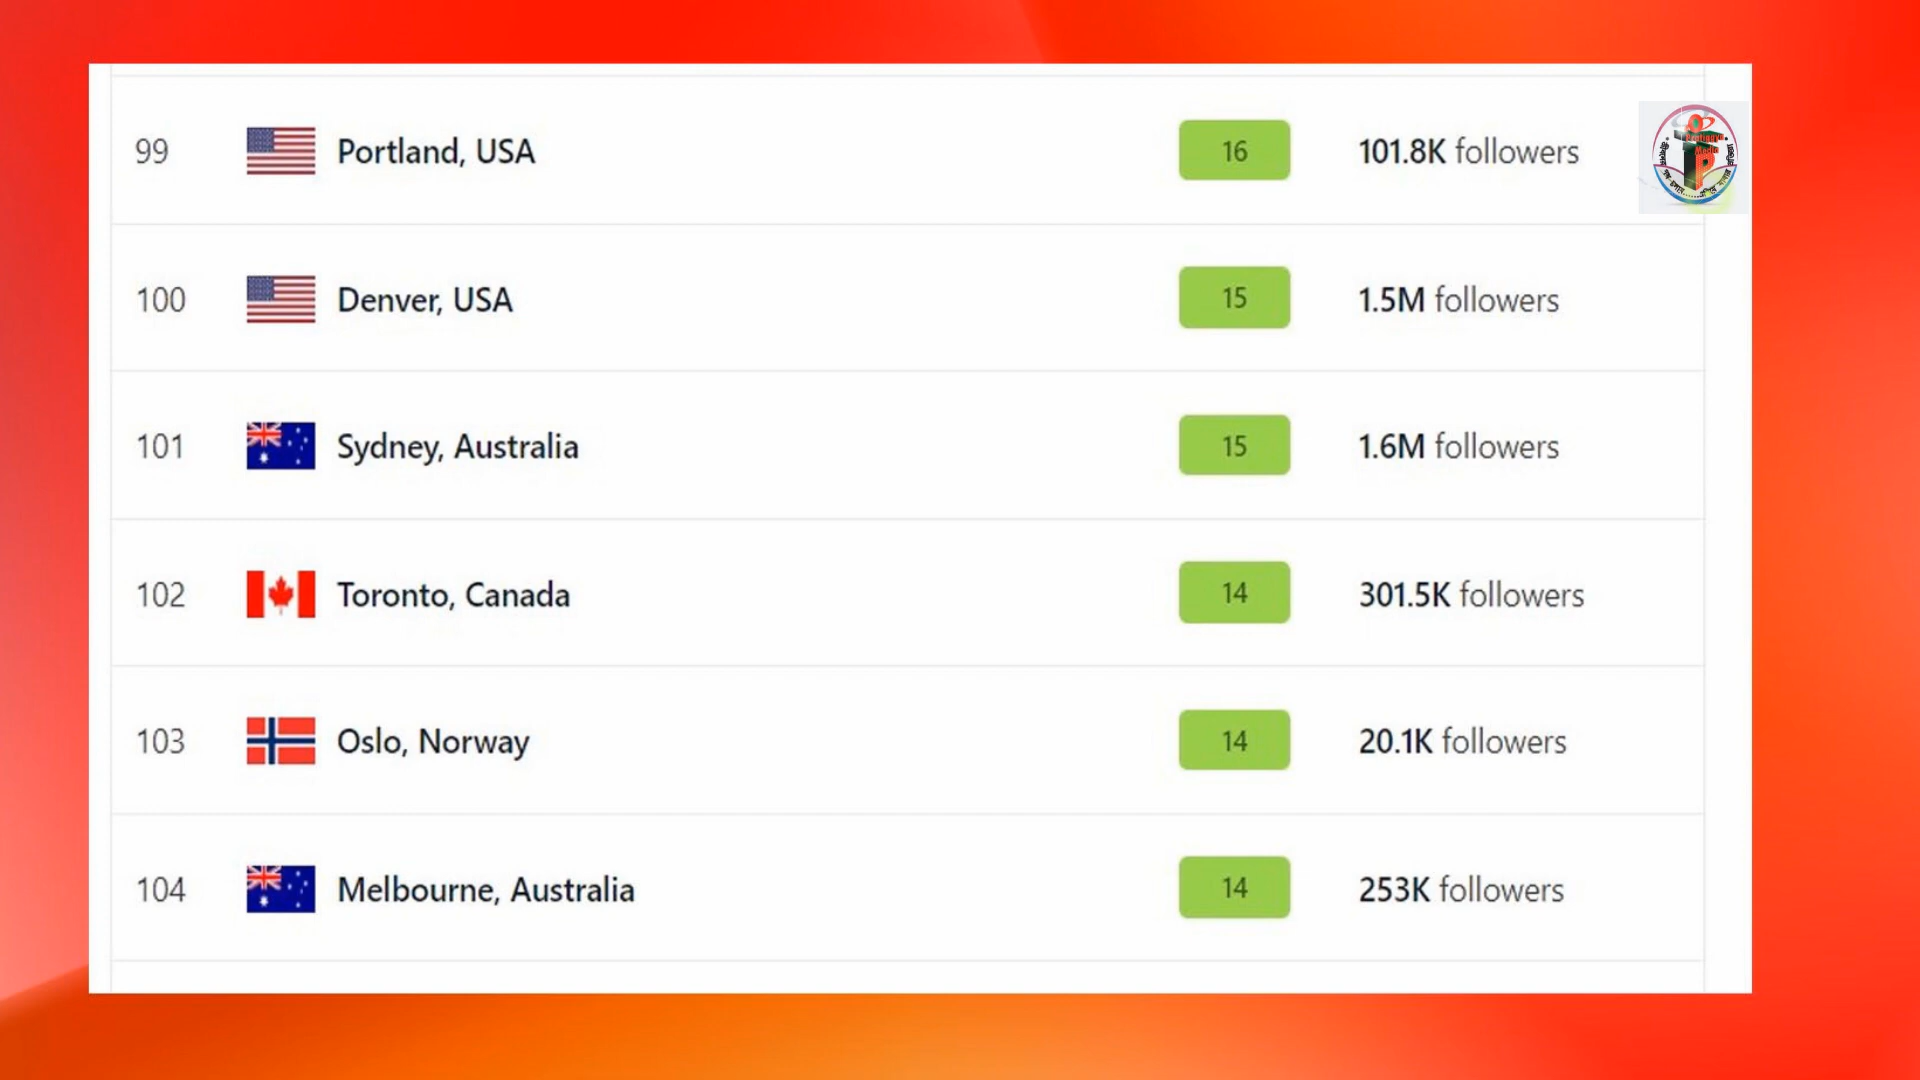 99 Portland, USA 16 101.8K followers
100 Denver, USA 15 1.5M followers
101 Sydney, Australia 15 1.6M followers
102 Toronto, Canada 14 301.5K followers
103 Oslo, Norway 14 20.1K followers
104 Melbourne, Australia 14 253K followers